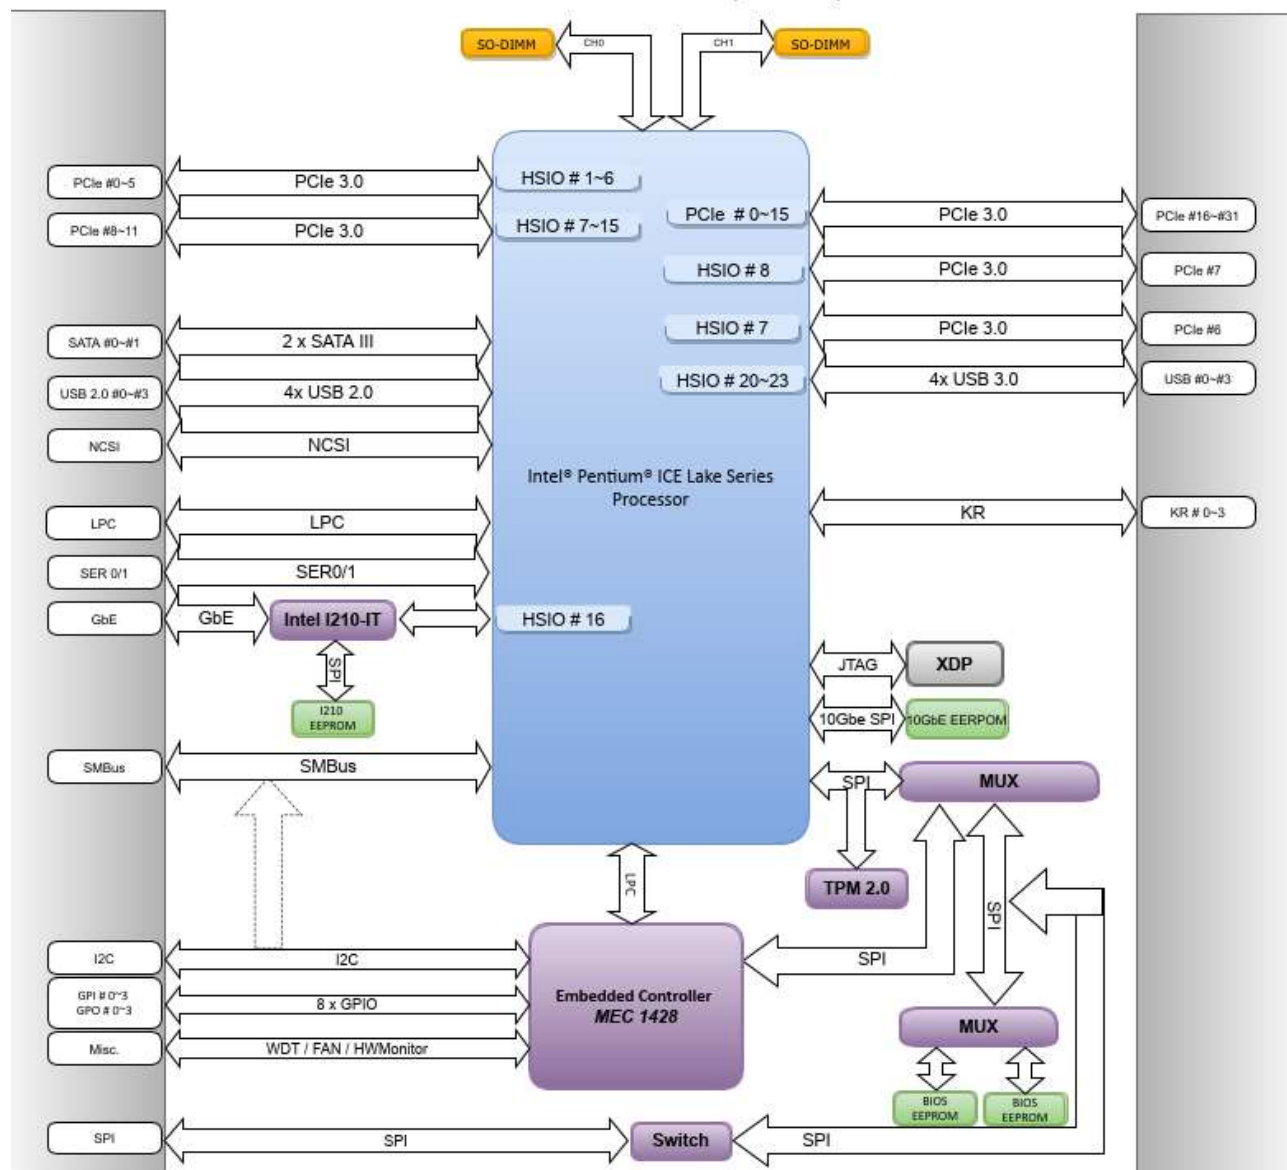 SO-DIMM
CH0
CH1
SO-DIMM
PCIe #0~5
PCIe 3.0
HSIO # 1~6
PCIe #8~11
PCIe 3.0
HSIO # 7~15
PCIe # 0~15
PCIe 3.0
PCIe #16~#31
HSIO # 8
PCIe 3.0
PCIe #7
HSIO # 7
PCIe 3.0
PCIe #6
SATA #0~#1
2 x SATA III
HSIO # 20~23
4x USB 3.0
USB #0~#3
USB 2.0 #0~#3
4x USB 2.0
NCSI
NCSI
Intel® Pentium® ICE Lake Series
Processor
LPC
LPC
KR
KR # 0~3
SER 0/1
SER0/1
GbE
GbE
Intel I210-IT
HSIO # 16
SPI
I210
EEPROM
JTAG
XDP
10Gbe SPI
10GbE EERPOM
SMBus
SMBus
SPI
MUX
LPC
TPM 2.0
SPI
I2C
I2C
SPI
GPI # 0~3
GPO # 0~3
8 x GPIO
Embedded Controller
MEC 1428
MUX
Misc.
WDT / FAN / HWMonitor
BIOS
EEPROM
BIOS
EEPROM
SPI
SPI
Switch
SPI